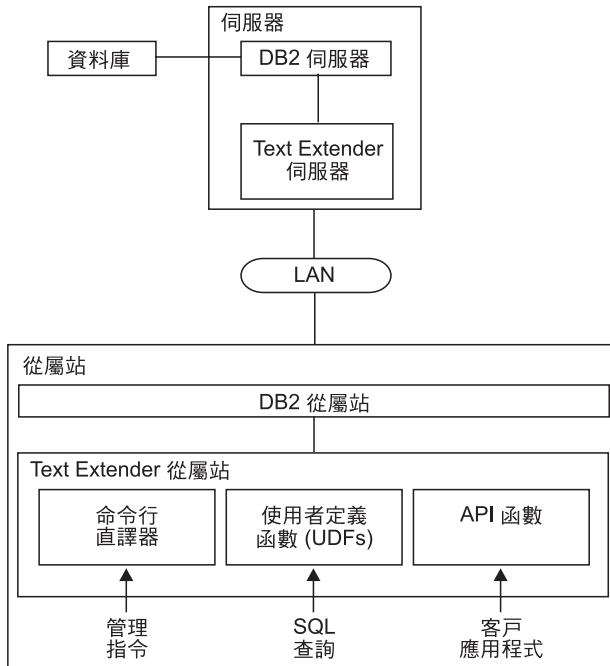 伺服器
資料庫
DB2 伺服器
Text Extender
伺服器
LAN
從屬站
DB2 從屬站
Text Extender 從屬站
命令行
直譯器
使用者定義
函數 (UDFs)
API 函數
管理
指令
SQL
查詢
客戶
應用程式